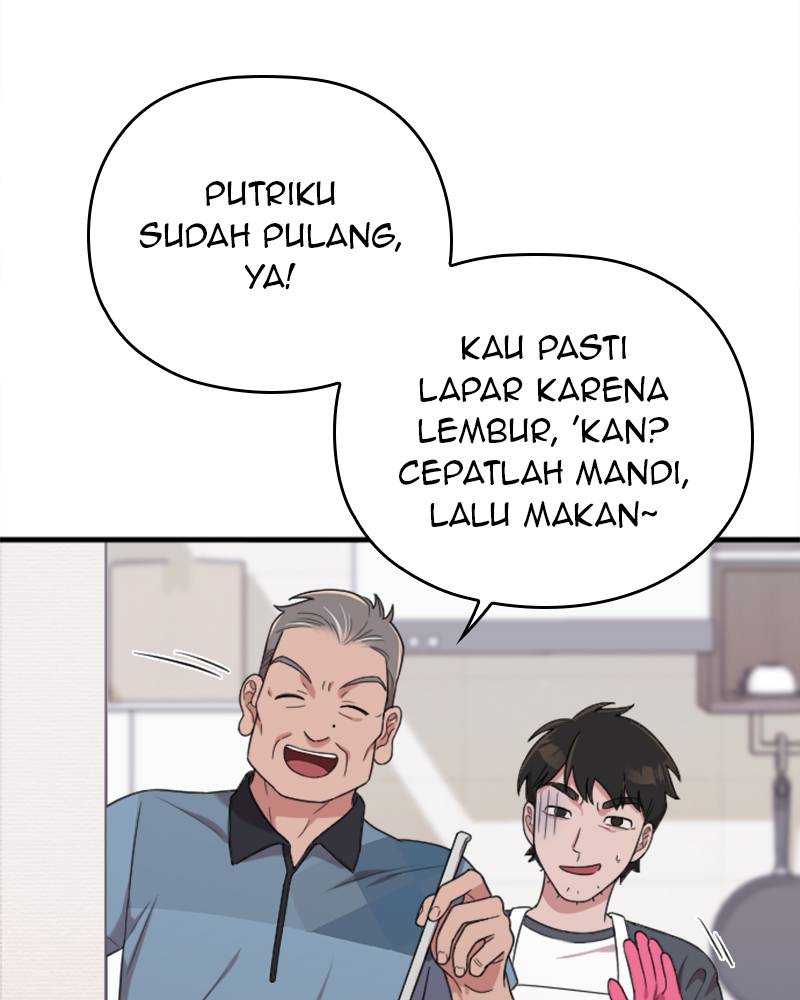 PUTRIKU
SUDAH PULANG,
YA!
KAU PASTI
LAPAR KARENA
LEMBUR, 'KAN?
CEPATLAH MANDI,
LALU MAKAN~